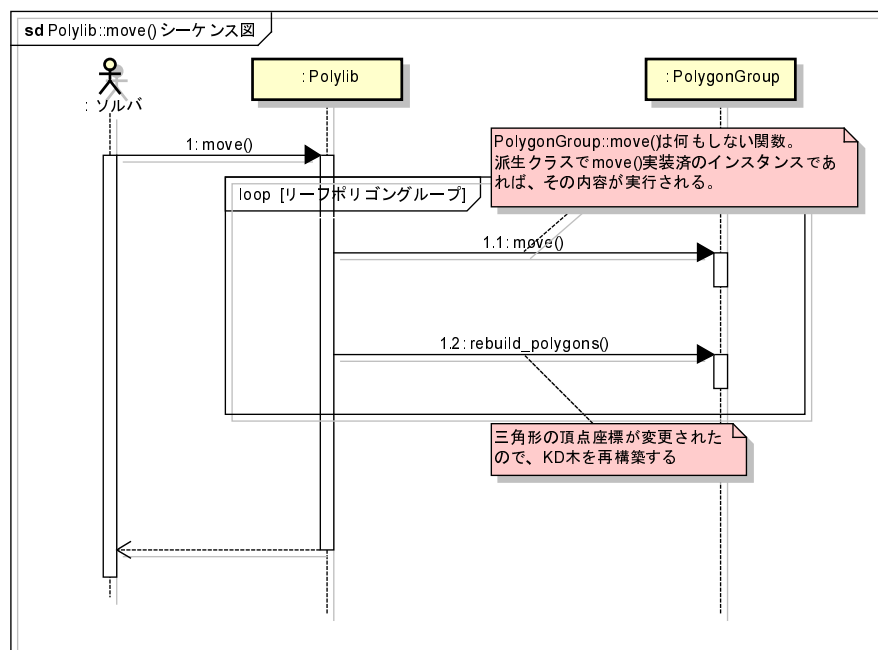 sd Polylib::move() シーケンス図
: ソルバ
: Polylib
: PolygonGroup
1: move()
PolygonGroup::move()は何もしない関数。
派生クラスでmove()実装済のインスタンスであ
れば、その内容が実行される。
loop [リーフポリゴングループ]
1.1: move()
1.2: rebuild_polygons()
三角形の頂点座標が変更された
ので、KD木を再構築する